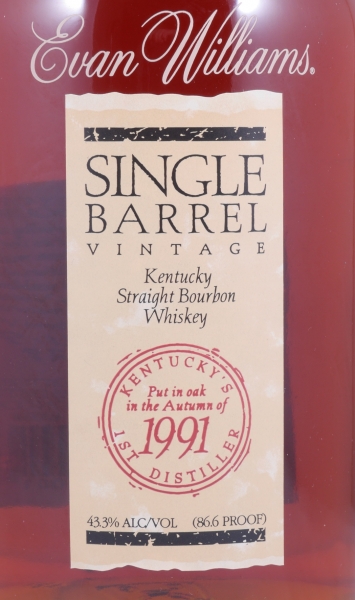 Evan Williams®
SINGLE
BARREL
VINTAGE
Kentucky
Straight Bourbon
Whiskey
KENTUCKY'S
Put in oak
in the Autumn of
1991
1ST DISTILLER
43.3% ALC/VOL (86.6 PROOF)